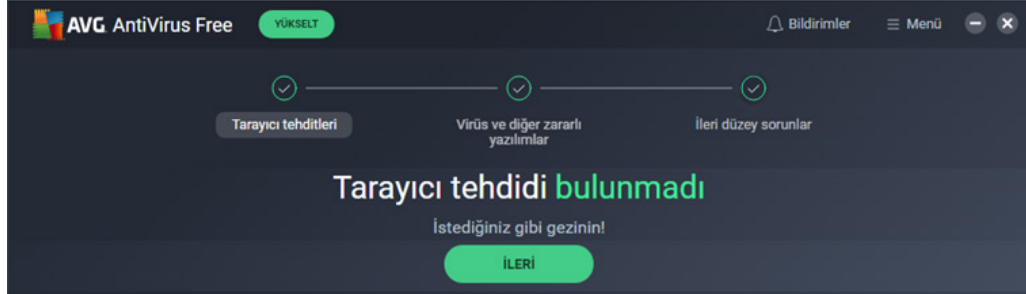 AVG AntiVirus Free YÜKSELT Bildirimler Menü
Tarayıcı tehditleri Virüs ve diğer zararlı İleri düzey sorunlar
yazılımlar
Tarayıcı tehdidi bulunmadı
İstediğiniz gibi gezinin!
İLERİ